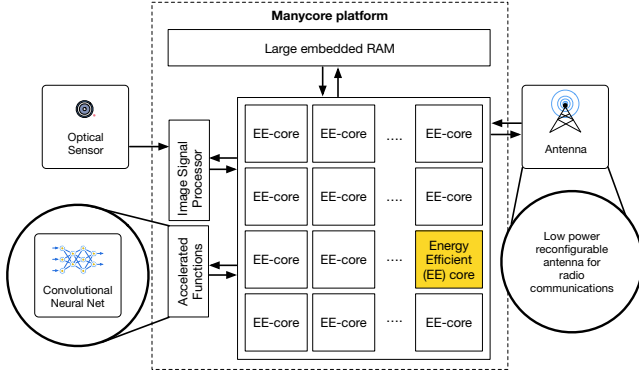 Manycore platform
Large embedded RAM
Optical
Sensor
Image Signal
Processor
EE-core EE-core .... EE-core
Antenna
EE-core EE-core .... EE-core
Accelerated
Functions
Convolutional
Neural Net
EE-core EE-core .... Energy
Efficient
(EE) core
Low power
reconfigurable
antenna for
radio
communications
EE-core EE-core .... EE-core